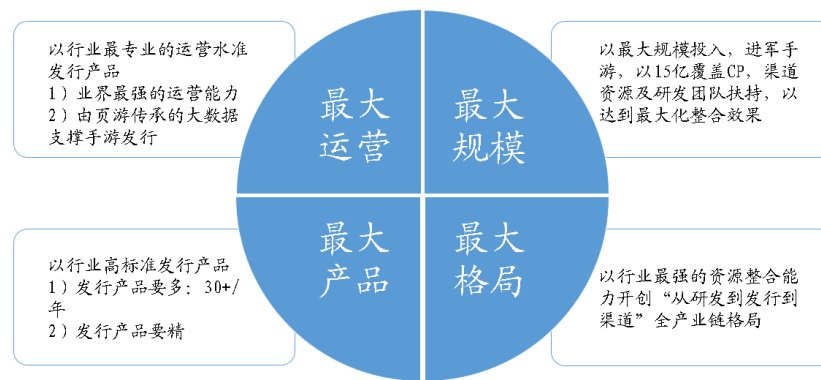 以行业最专业的运营水准
发行产品
1）业界最强的运营能力
2）由页游传承的大数据
支撑手游发行
最大
运营
最大
规模
以最大规模投入，进军手
游，以15亿覆盖CP，渠道
资源及研发团队扶持，以
达到最大化整合效果
以行业高标准发行产品
1）发行产品要多：30+/
年
2）发行产品要精
最大
产品
最大
格局
以行业最强的资源整合能
力开创“从研发到发行到
渠道”全产业链格局